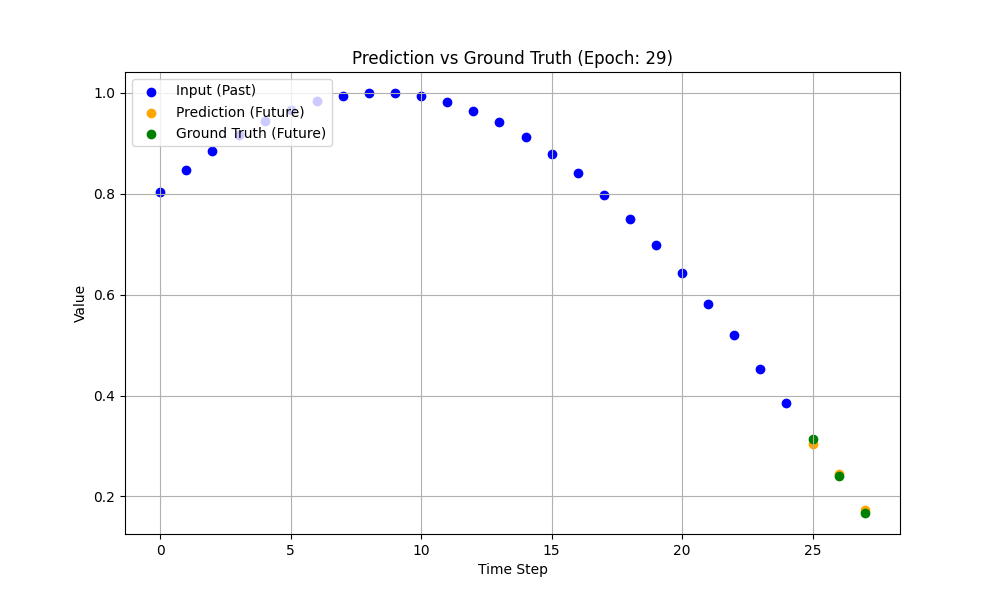 Prediction vs Ground Truth (Epoch: 29)
Input (Past)
Prediction (Future)
Ground Truth (Future)
1.0
0.8
0.6
0.4
0.2
Value
0 5 10 15 20 25
Time Step